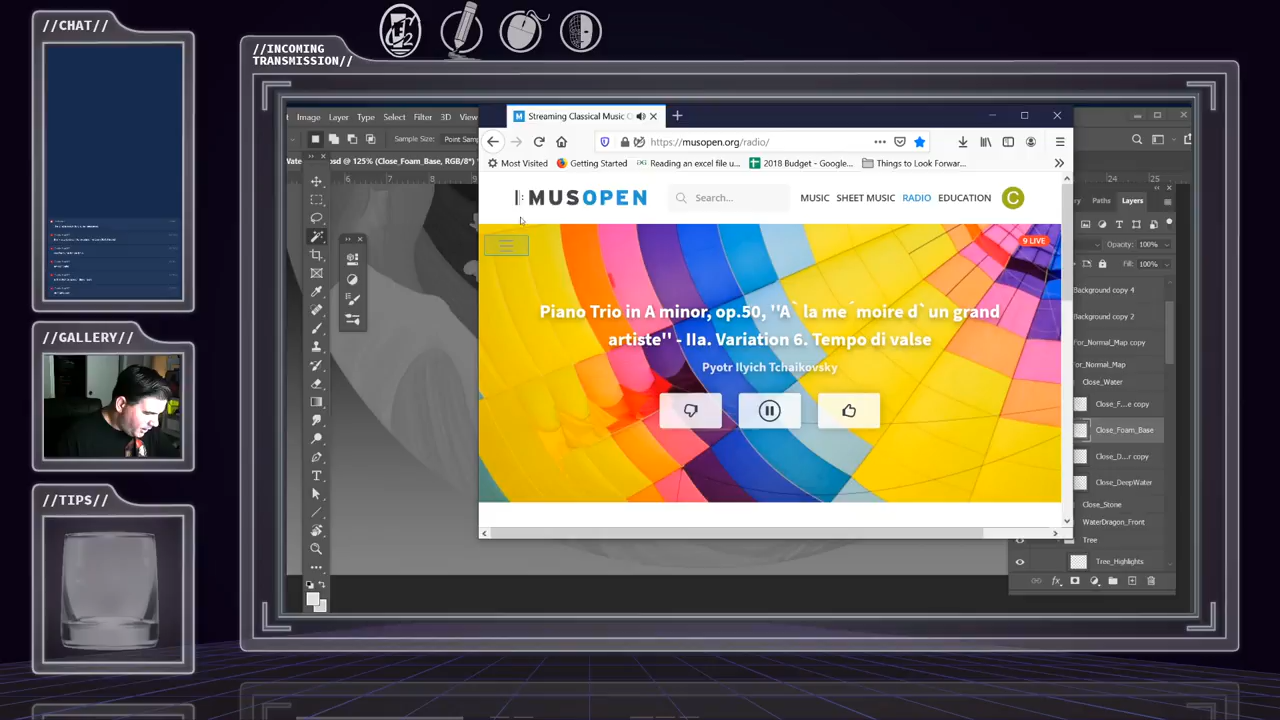 //CHAT//
//INCOMING
TRANSMISSION//
Image Layer Type Select Filter 3D View
Streaming Classical Music
Sample Size:
https://musopen.org/radio/
Most Visited Getting Started Reading an excel file u... 2018 Budget - Google... Things to Look Forwar...
sd @ 125% (Close_Foam_Base, RGB/8*)
6 7 8 24 25
MUSOPEN Search... MUSIC SHEET MUSIC RADIO EDUCATION C
Paths Layers
9 LIVE
Opacity: 100%
Fill: 100%
Background copy 4
Piano Trio in A minor, op.50, "A` la me´moire d`un grand
artiste" - IIa. Variation 6. Tempo di valse
Pyotr Ilyich Tchaikovsky
Background copy 2
For_Normal_Map copy
or_Normal_Map
Close_Water
Close_F...e copy
Close_Foam_Base
Close_D...r copy
Close_DeepWater
Close_Stone
WaterDragon_Front
Tree
Tree_Highlights
//GALLERY//
//TIPS//